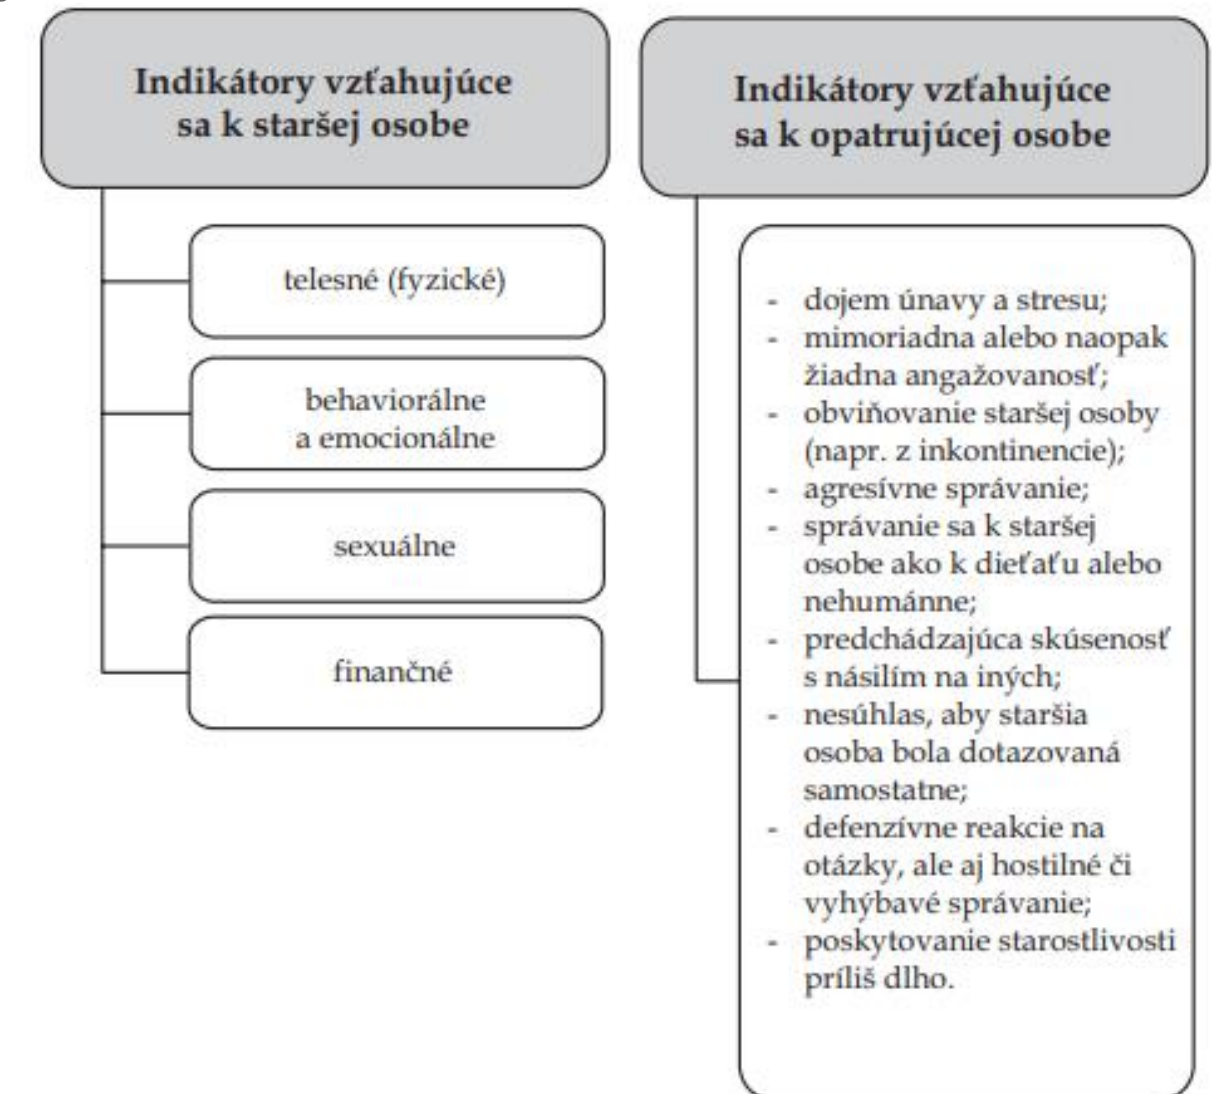 Indikátory vzťahujúce
sa k staršej osobe
telesné (fyzické)
behaviorálne
a emocionálne
sexuálne
finančné
Indikátory vzťahujúce
sa k opatrujúcej osobe
- dojem únavy a stresu;
- mimoriadna alebo naopak
žiadna angažovanosť;
- obviňovanie staršej osoby
(napr. z inkontinencie);
- agresívne správanie;
- správanie sa k staršej
osobe ako k dieťaťu alebo
nehumánne;
- predchádzajúca skúsenosť
s násilím na iných;
- nesúhlas, aby staršia
osoba bola dotazovaná
samostatne;
- defenzívne reakcie na
otázky, ale aj hostilné či
vyhýbavé správanie;
- poskytovanie starostlivosti
príliš dlho.